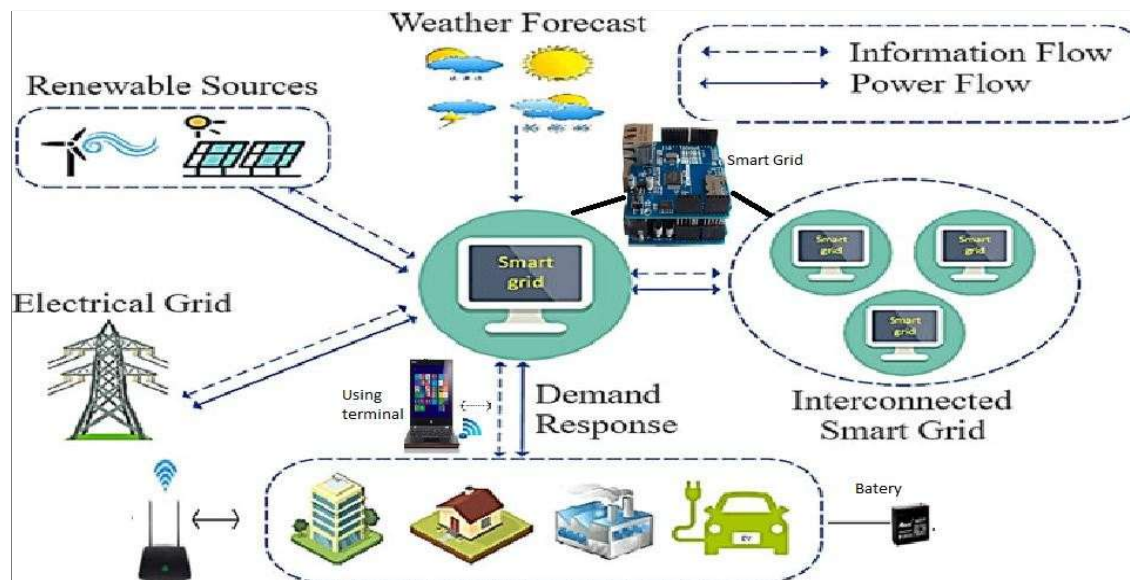 Weather Forecast
Information Flow
Power Flow
Renewable Sources
Smart Grid
Smart
grid
Smart
grid
Smart
grid
Smart
grid
Electrical Grid
Using
terminal
Demand
Response
Interconnected
Smart Grid
Batery
EV